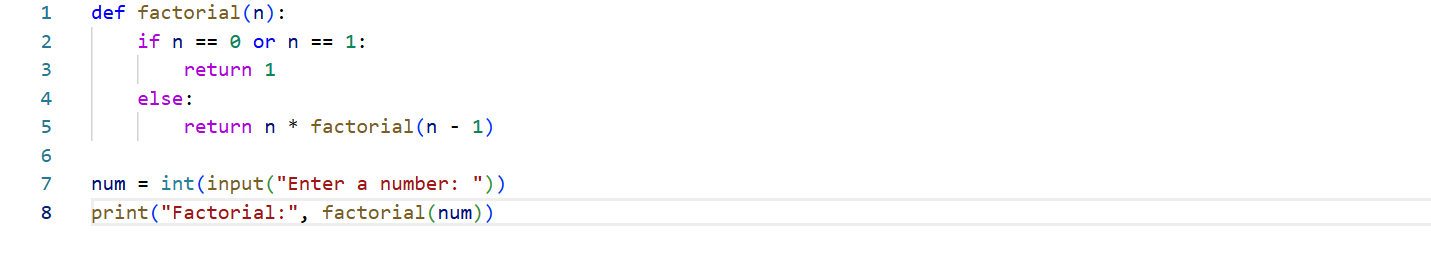 1 def factorial(n):
2     if n == 0 or n == 1:
3         return 1
4     else:
5         return n * factorial(n - 1)
6
7 num = int(input("Enter a number: "))
8 print("Factorial:", factorial(num))